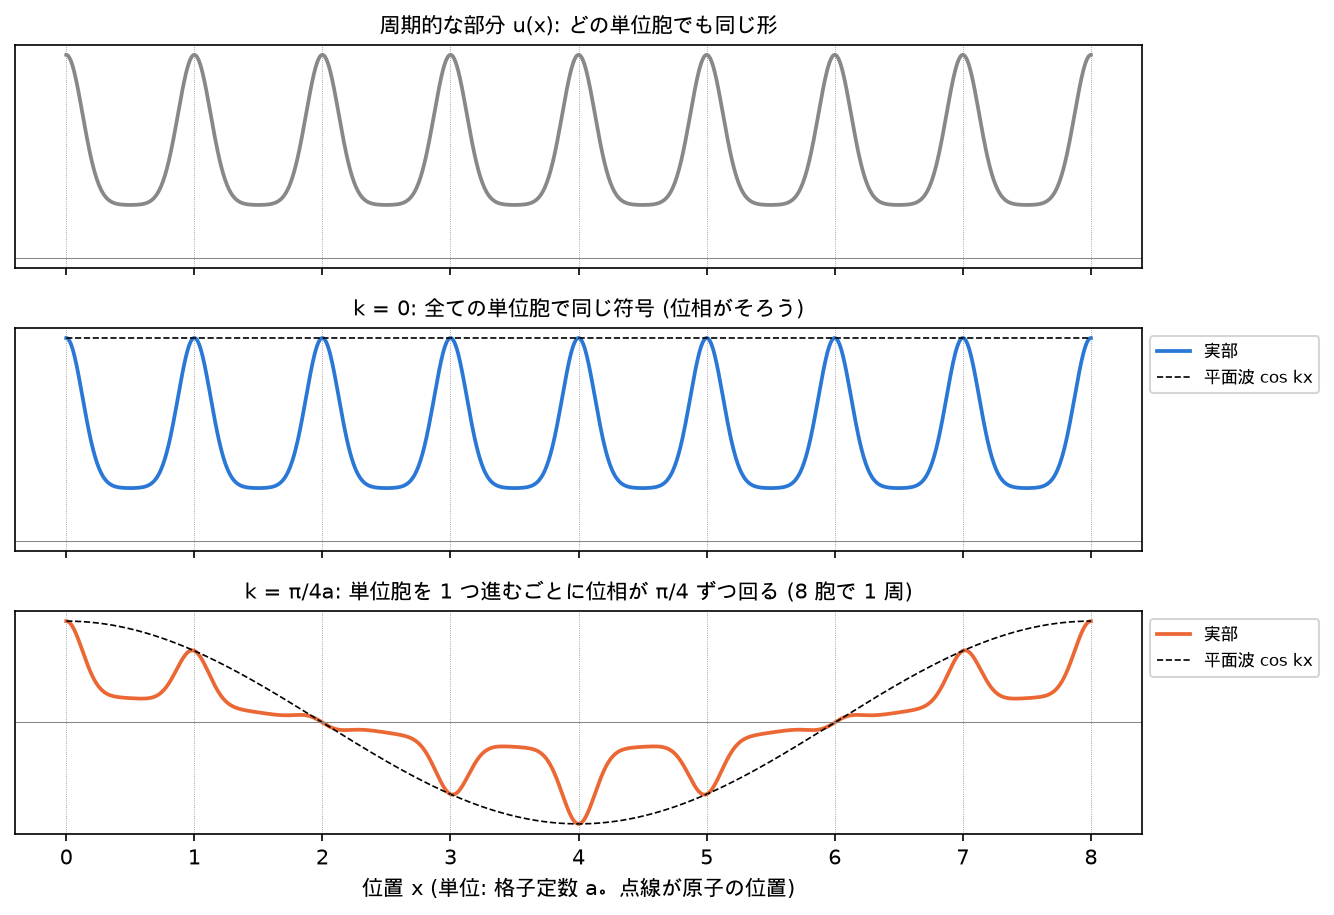 周期的な部分 u(x): どの単位胞でも同じ形
k = 0: 全ての単位胞で同じ符号 (位相がそろう)
実部
平面波 cos kx
k = π/4a: 単位胞を 1 つ進むごとに位相が π/4 ずつ回る (8 胞で 1 周)
実部
平面波 cos kx
0 1 2 3 4 5 6 7 8
位置 x (単位: 格子定数 a。点線が原子の位置)